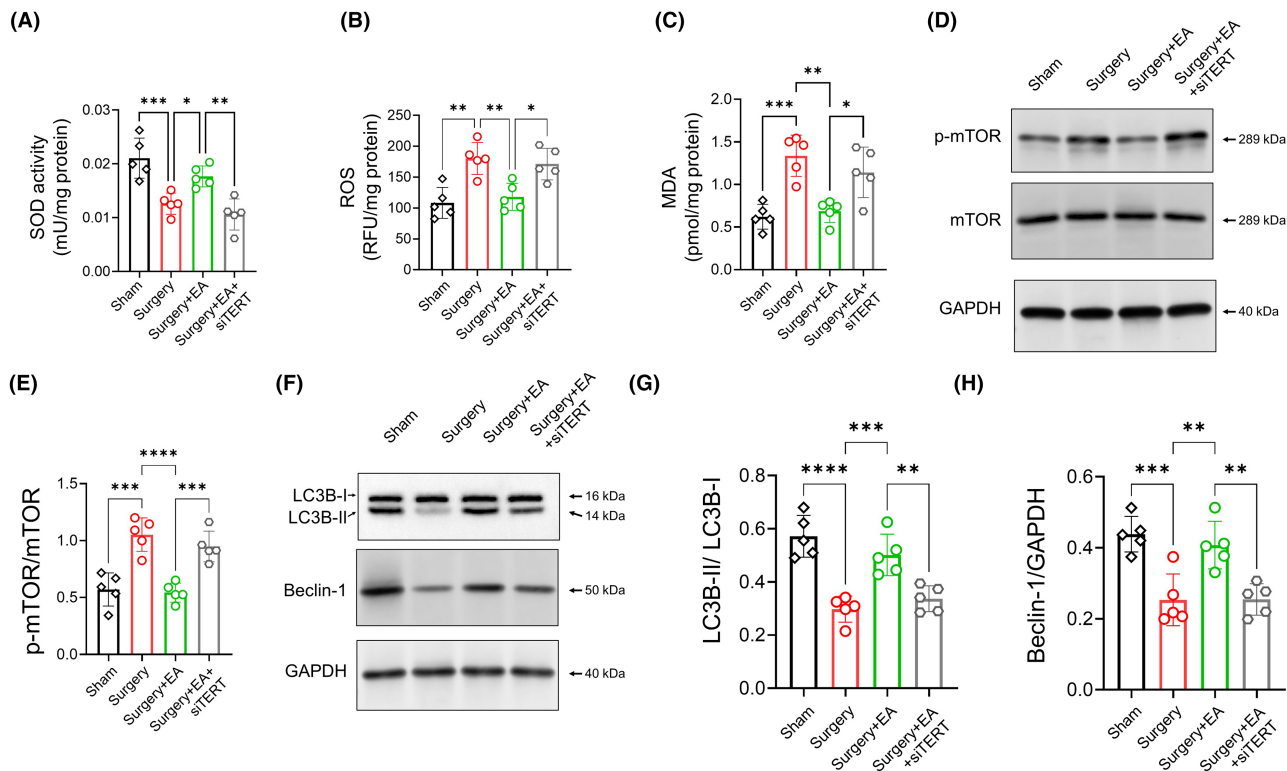 (A)
SOD activity
(mU/mg protein)
0.03
0.02
0.01
0.00
***
*
**
Sham
Surgery
Surgery+EA
Surgery+EA+
siTERT
(B)
ROS
(RFU/mg protein)
250
200
150
100
50
0
**
**
*
Sham
Surgery
Surgery+EA
Surgery+EA+
siTERT
(C)
MDA
(pmol/mg protein)
2.0
1.5
1.0
0.5
0.0
**
***
*
Sham
Surgery
Surgery+EA
Surgery+EA+
siTERT
(D)
Sham
Surgery
Surgery+EA
Surgery+EA
+siTERT
p-mTOR
289 kDa
mTOR
289 kDa
GAPDH
40 kDa
(E)
p-mTOR/mTOR
1.5
1.0
0.5
0.0
****
***
***
Sham
Surgery
Surgery+EA
Surgery+EA+
siTERT
(F)
Sham
Surgery
Surgery+EA
Surgery+EA
+siTERT
LC3B-I
16 kDa
LC3B-II
14 kDa
Beclin-1
50 kDa
GAPDH
40 kDa
(G)
LC3B-II/ LC3B-I
0.8
0.6
0.4
0.2
0.0
***
****
**
Sham
Surgery
Surgery+EA
Surgery+EA
+siTERT
(H)
Beclin-1/GAPDH
0.6
0.4
0.2
0.0
**
***
**
Sham
Surgery
Surgery+EA
Surgery+EA
+siTERT